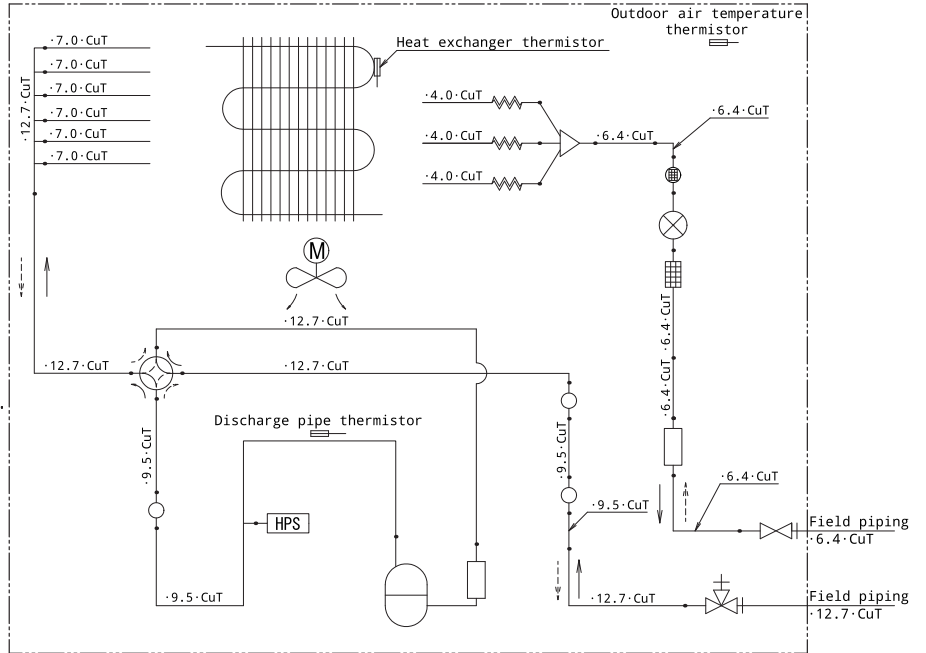 Outdoor air temperature
thermistor
Heat exchanger thermistor
·7.0·CuT
·7.0·CuT
·7.0·CuT
·7.0·CuT
·7.0·CuT
·7.0·CuT
·12.7·CuT
·4.0·CuT
·4.0·CuT
·4.0·CuT
·6.4·CuT
·6.4·CuT
M
·12.7·CuT
·12.7·CuT
·12.7·CuT
·6.4·CuT
·6.4·CuT
Discharge pipe thermistor
·9.5·CuT
·9.5·CuT
·6.4·CuT
·9.5·CuT
HPS
Field piping
·6.4·CuT
·9.5·CuT
·12.7·CuT
Field piping
·12.7·CuT